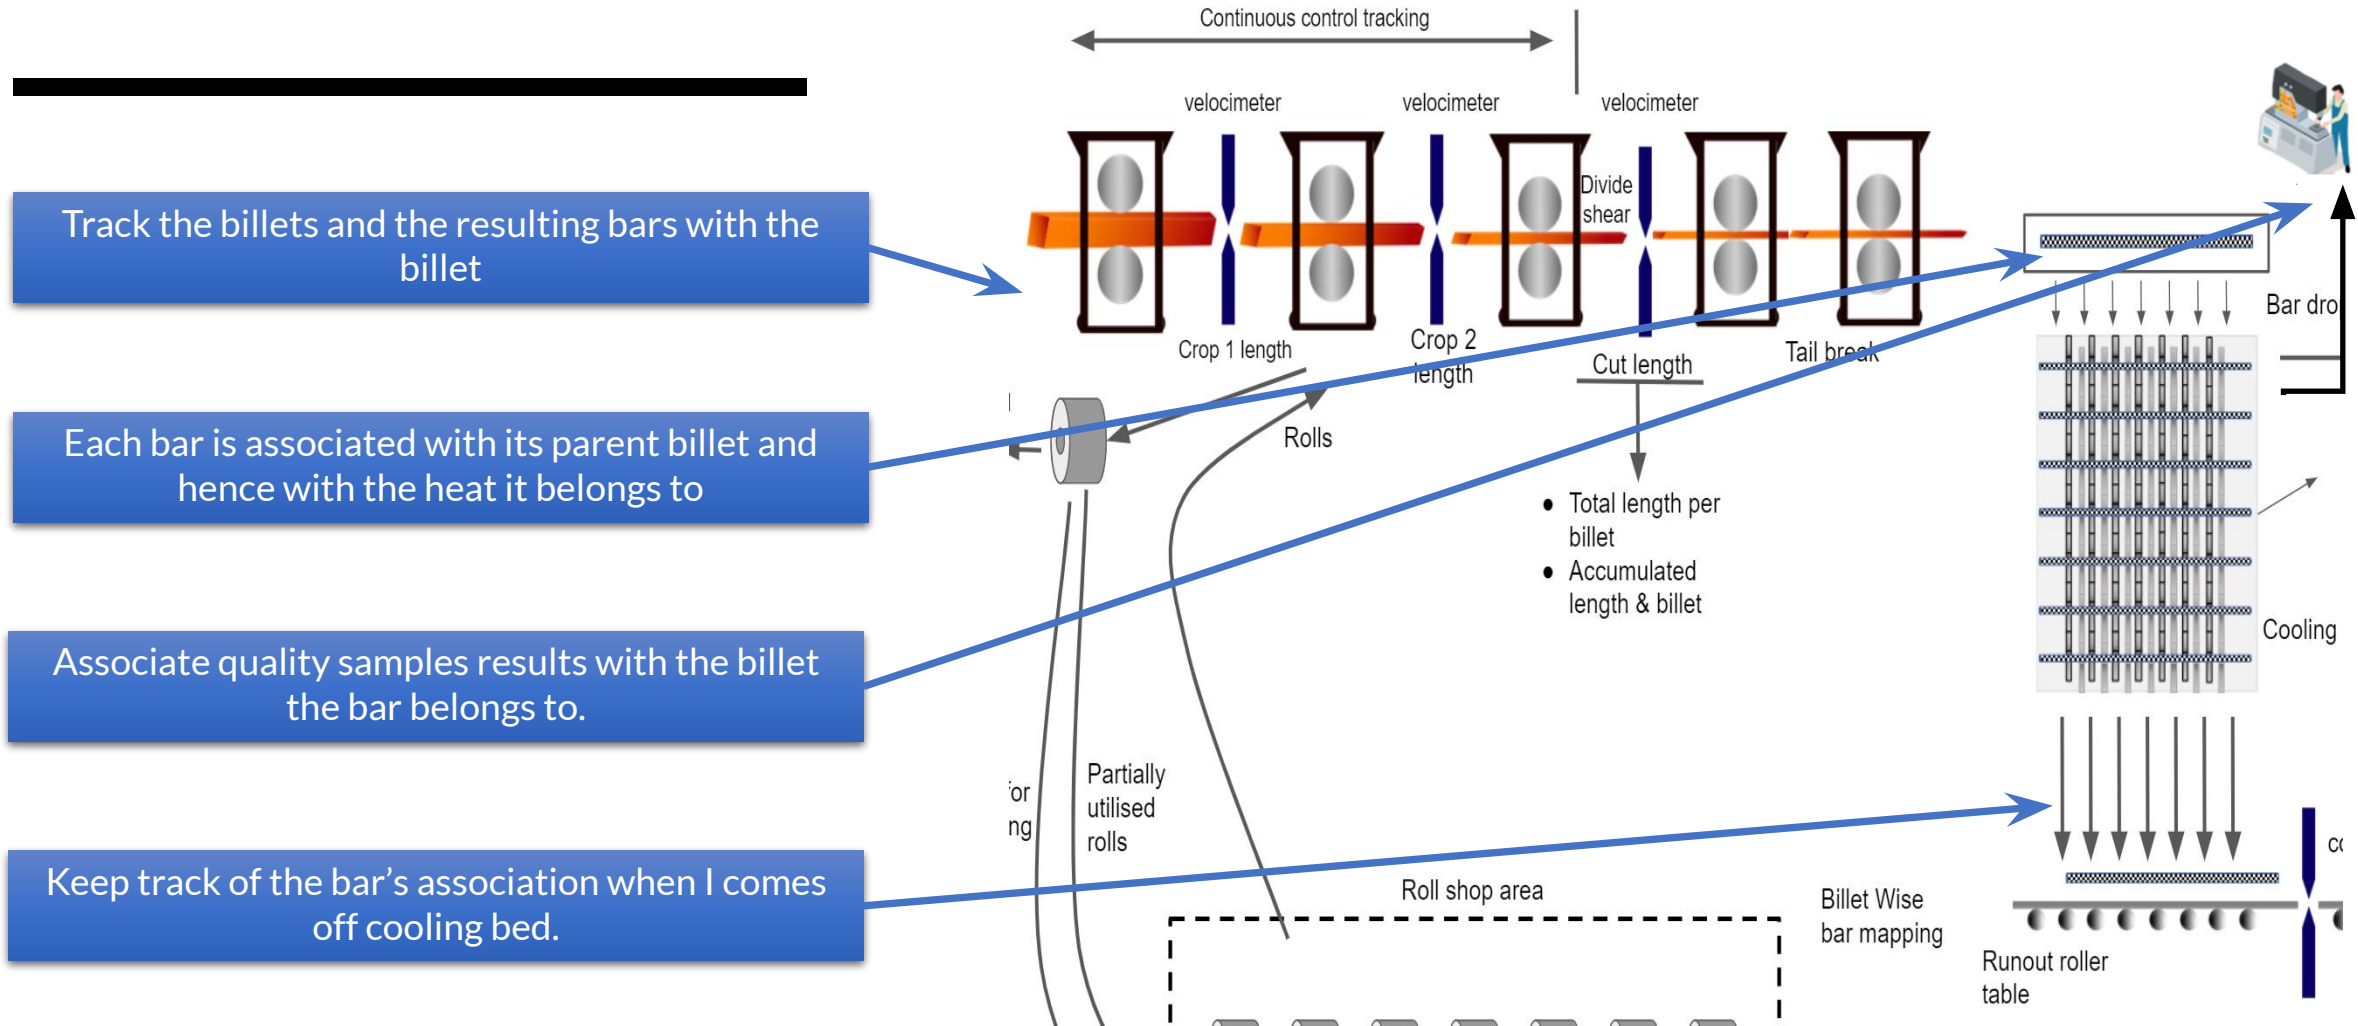 Continuous control tracking
velocimeter
velocimeter
velocimeter
Track the billets and the resulting bars with the
billet
Divide
shear
Crop 1 length
Crop 2
length
Cut length
Tail break
Bar dro
Each bar is associated with its parent billet and
hence with the heat it belongs to
Rolls
Total length per
billet
Accumulated
length & billet
Cooling
Associate quality samples results with the billet
the bar belongs to.
Partially
utilised
rolls
or
ng
Keep track of the bar’s association when I comes
off cooling bed.
Roll shop area
Billet Wise
bar mapping
Runout roller
table